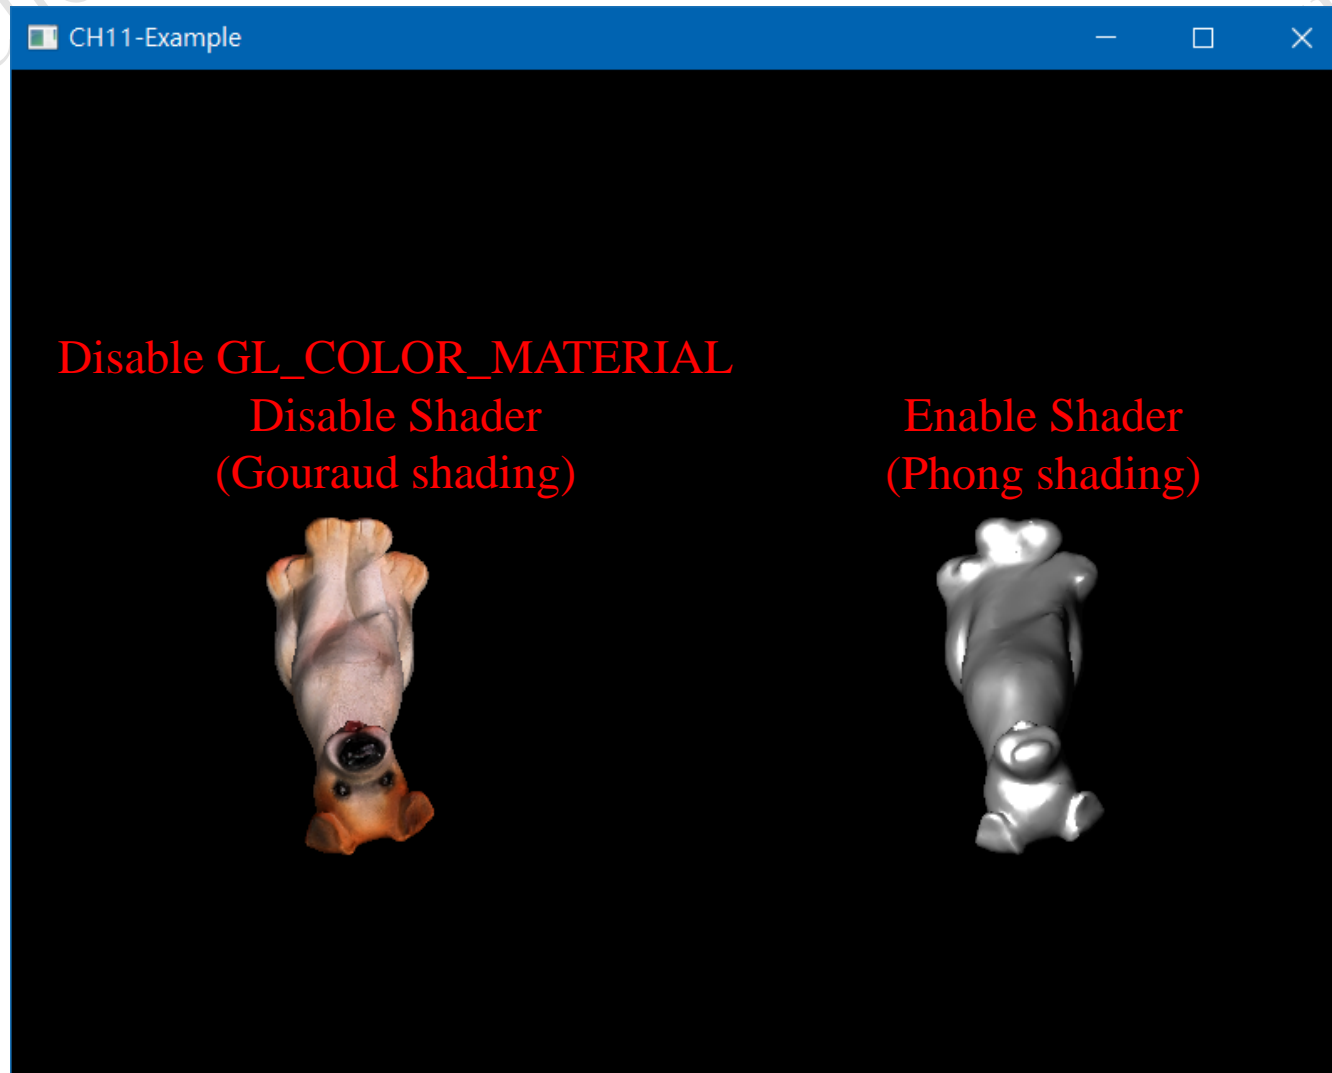 CH11-Example
Disable GL_COLOR_MATERIAL
Disable Shader
(Gouraud shading)
Enable Shader
(Phong shading)